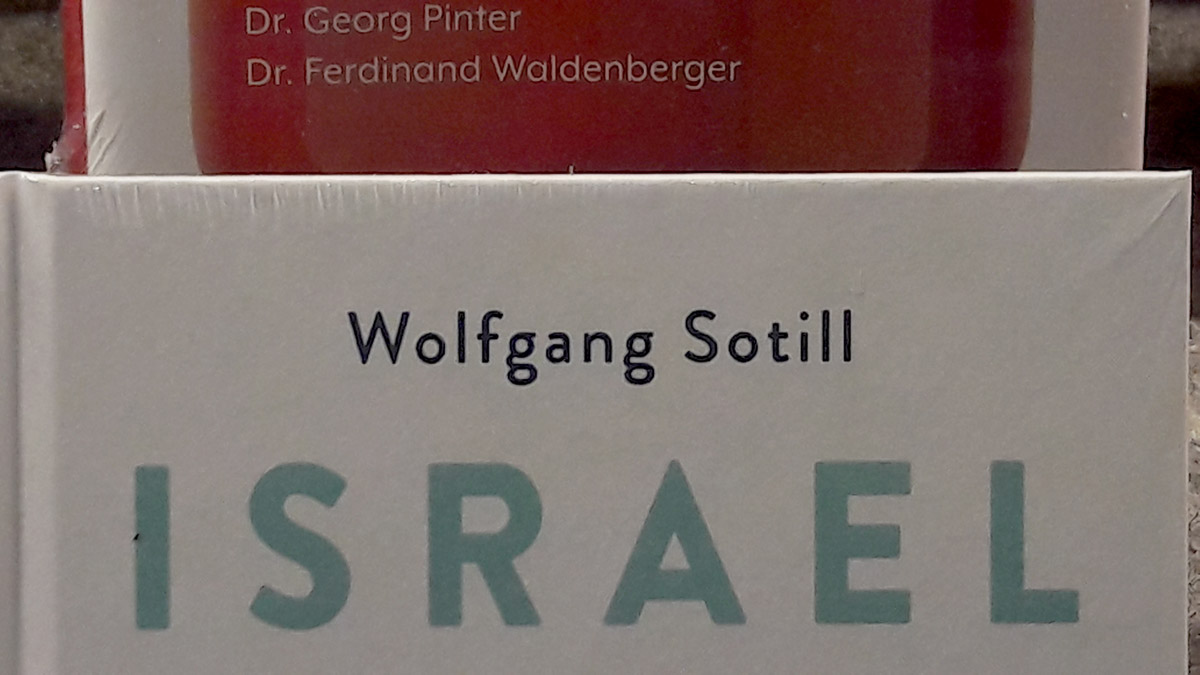 Dr. Georg Pinter
Dr. Ferdinand Waldenberger
Wolfgang Sotill
ISRAEL